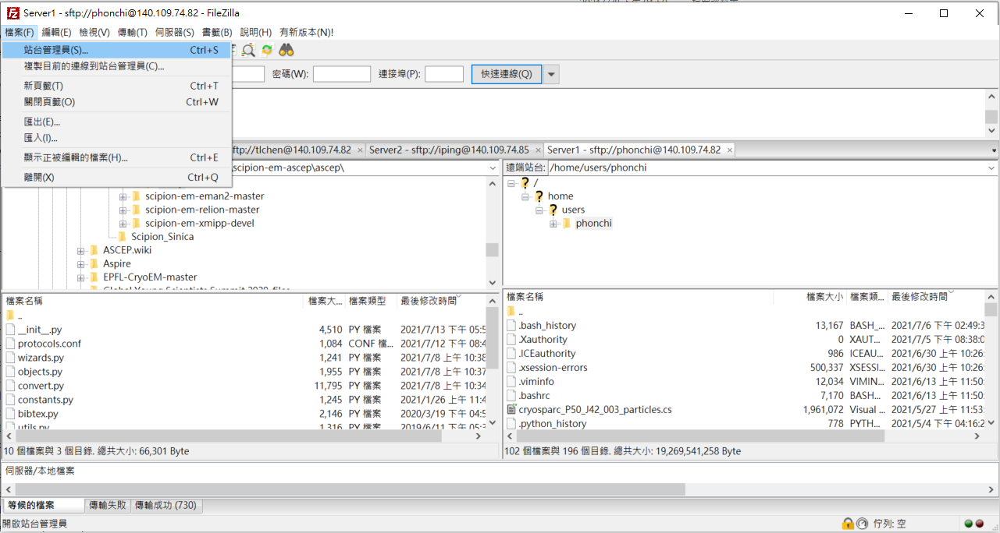 Server1 - sftp://phonchi@140.109.74.82 - FileZilla
檔案(F) 編輯(E) 檢視(V) 傳輸(T) 伺服器(S) 書籤(B) 說明(H) 有新版本(N)!
站台管理員(S)... Ctrl+S
複製目前的連線到站台管理員(C)...
密碼(W): 連接埠(P): 快速連線(Q)
新頁籤(T) Ctrl+T
關閉頁籤(O) Ctrl+W
匯出(E)...
匯入(I)...
顯示正被編輯的檔案(H)... Ctrl+E
離開(X) Ctrl+Q
ftp://tlchen@140.109.74.82 × Server2 - sftp://iping@140.109.74.85 × Server1 - sftp://phonchi@140.109.74.82 ×
\scipion-em-ascep\ascep\
scipion-em-eman2-master
scipion-em-relion-master
scipion-em-xmipp-devel
Scipion_Sinica
ASCEP.wiki
Aspire
EPFL-CryoEM-master
遠端站台: /home/users/phonchi
/
home
users
phonchi
檔案名稱 檔案大... 檔案類型 最後修改時間
..
__init__.py 4,510 PY 檔案 2021/7/13 下午 05:5
protocols.conf 1,084 CONF 檔... 2021/7/12 下午 08:4
wizards.py 1,241 PY 檔案 2021/7/8 上午 10:38
objects.py 1,955 PY 檔案 2021/7/8 上午 10:37
convert.py 11,795 PY 檔案 2021/7/8 下午 10:34
constants.py 1,245 PY 檔案 2021/1/26 上午 11:4
bibtex.py 2,146 PY 檔案 2020/3/19 下午 04:5
utils.py 1,316 PY 檔案 2019/6/11 下午 05:3
10 個檔案與 3 個目錄. 總共大小: 66,301 Byte
檔案名稱 檔案大小 檔案類... 最後修改時間
..
.bash_history 13,167 BASH_... 2021/7/6 下午 02:49:3
.Xauthority 0 XAUT... 2021/7/5 下午 08:38:0
.ICEauthority 986 ICEAU... 2021/6/30 上午 10:26:
.xsession-errors 500,337 XSESSI... 2021/6/30 上午 10:26:
.viminfo 12,034 VIMIN... 2021/6/13 上午 11:50:
.bashrc 7,170 BASH... 2021/6/13 上午 11:50:
cryosparc_P50_J42_003_particles.cs 1,961,072 Visual ... 2021/5/27 上午 11:53:
.python_history 778 PYTH... 2021/5/4 下午 04:16:2
102 個檔案與 196 個目錄. 總共大小: 19,269,541,258 Byte
伺服器/本地檔案
等候的檔案 傳輸失敗 傳輸成功 (730)
開啟站台管理員 佇列: 空